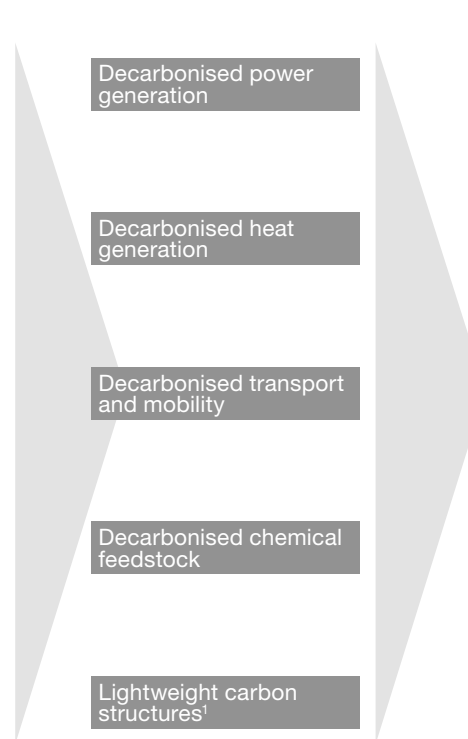 Decarbonised power
generation
Decarbonised heat
generation
Decarbonised transport
and mobility
Decarbonised chemical
feedstock
Lightweight carbon
structures¹